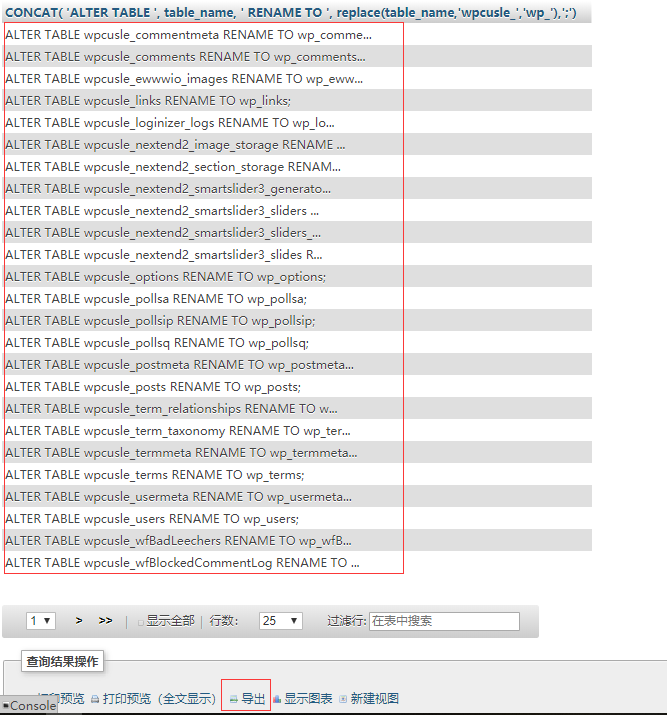 CONCAT( 'ALTER TABLE ', table_name, ' RENAME TO ', replace(table_name,'wpcusle_','wp_'),';')
ALTER TABLE wpcusle_commentmeta RENAME TO wp_comme...
ALTER TABLE wpcusle_comments RENAME TO wp_comments...
ALTER TABLE wpcusle_ewwwio_images RENAME TO wp_eww...
ALTER TABLE wpcusle_links RENAME TO wp_links;
ALTER TABLE wpcusle_loginizer_logs RENAME TO wp_lo...
ALTER TABLE wpcusle_nextend2_image_storage RENAME ...
ALTER TABLE wpcusle_nextend2_section_storage RENAM...
ALTER TABLE wpcusle_nextend2_smartslider3_generato...
ALTER TABLE wpcusle_nextend2_smartslider3_sliders ...
ALTER TABLE wpcusle_nextend2_smartslider3_sliders_...
ALTER TABLE wpcusle_nextend2_smartslider3_slides R...
ALTER TABLE wpcusle_options RENAME TO wp_options;
ALTER TABLE wpcusle_pollsa RENAME TO wp_pollsa;
ALTER TABLE wpcusle_pollsip RENAME TO wp_pollsip;
ALTER TABLE wpcusle_pollsq RENAME TO wp_pollsq;
ALTER TABLE wpcusle_postmeta RENAME TO wp_postmeta...
ALTER TABLE wpcusle_posts RENAME TO wp_posts;
ALTER TABLE wpcusle_term_relationships RENAME TO w...
ALTER TABLE wpcusle_term_taxonomy RENAME TO wp_ter...
ALTER TABLE wpcusle_termmeta RENAME TO wp_termmeta...
ALTER TABLE wpcusle_terms RENAME TO wp_terms;
ALTER TABLE wpcusle_usermeta RENAME TO wp_usermeta...
ALTER TABLE wpcusle_users RENAME TO wp_users;
ALTER TABLE wpcusle_wfBadLeechers RENAME TO wp_wfB...
ALTER TABLE wpcusle_wfBlockedCommentLog RENAME TO ...
1 > >> | 显示全部 | 行数: 25 过滤行: 在表中搜索
查询结果操作
打印预览 打印预览（全文显示） 导出 显示图表 新建视图
Console